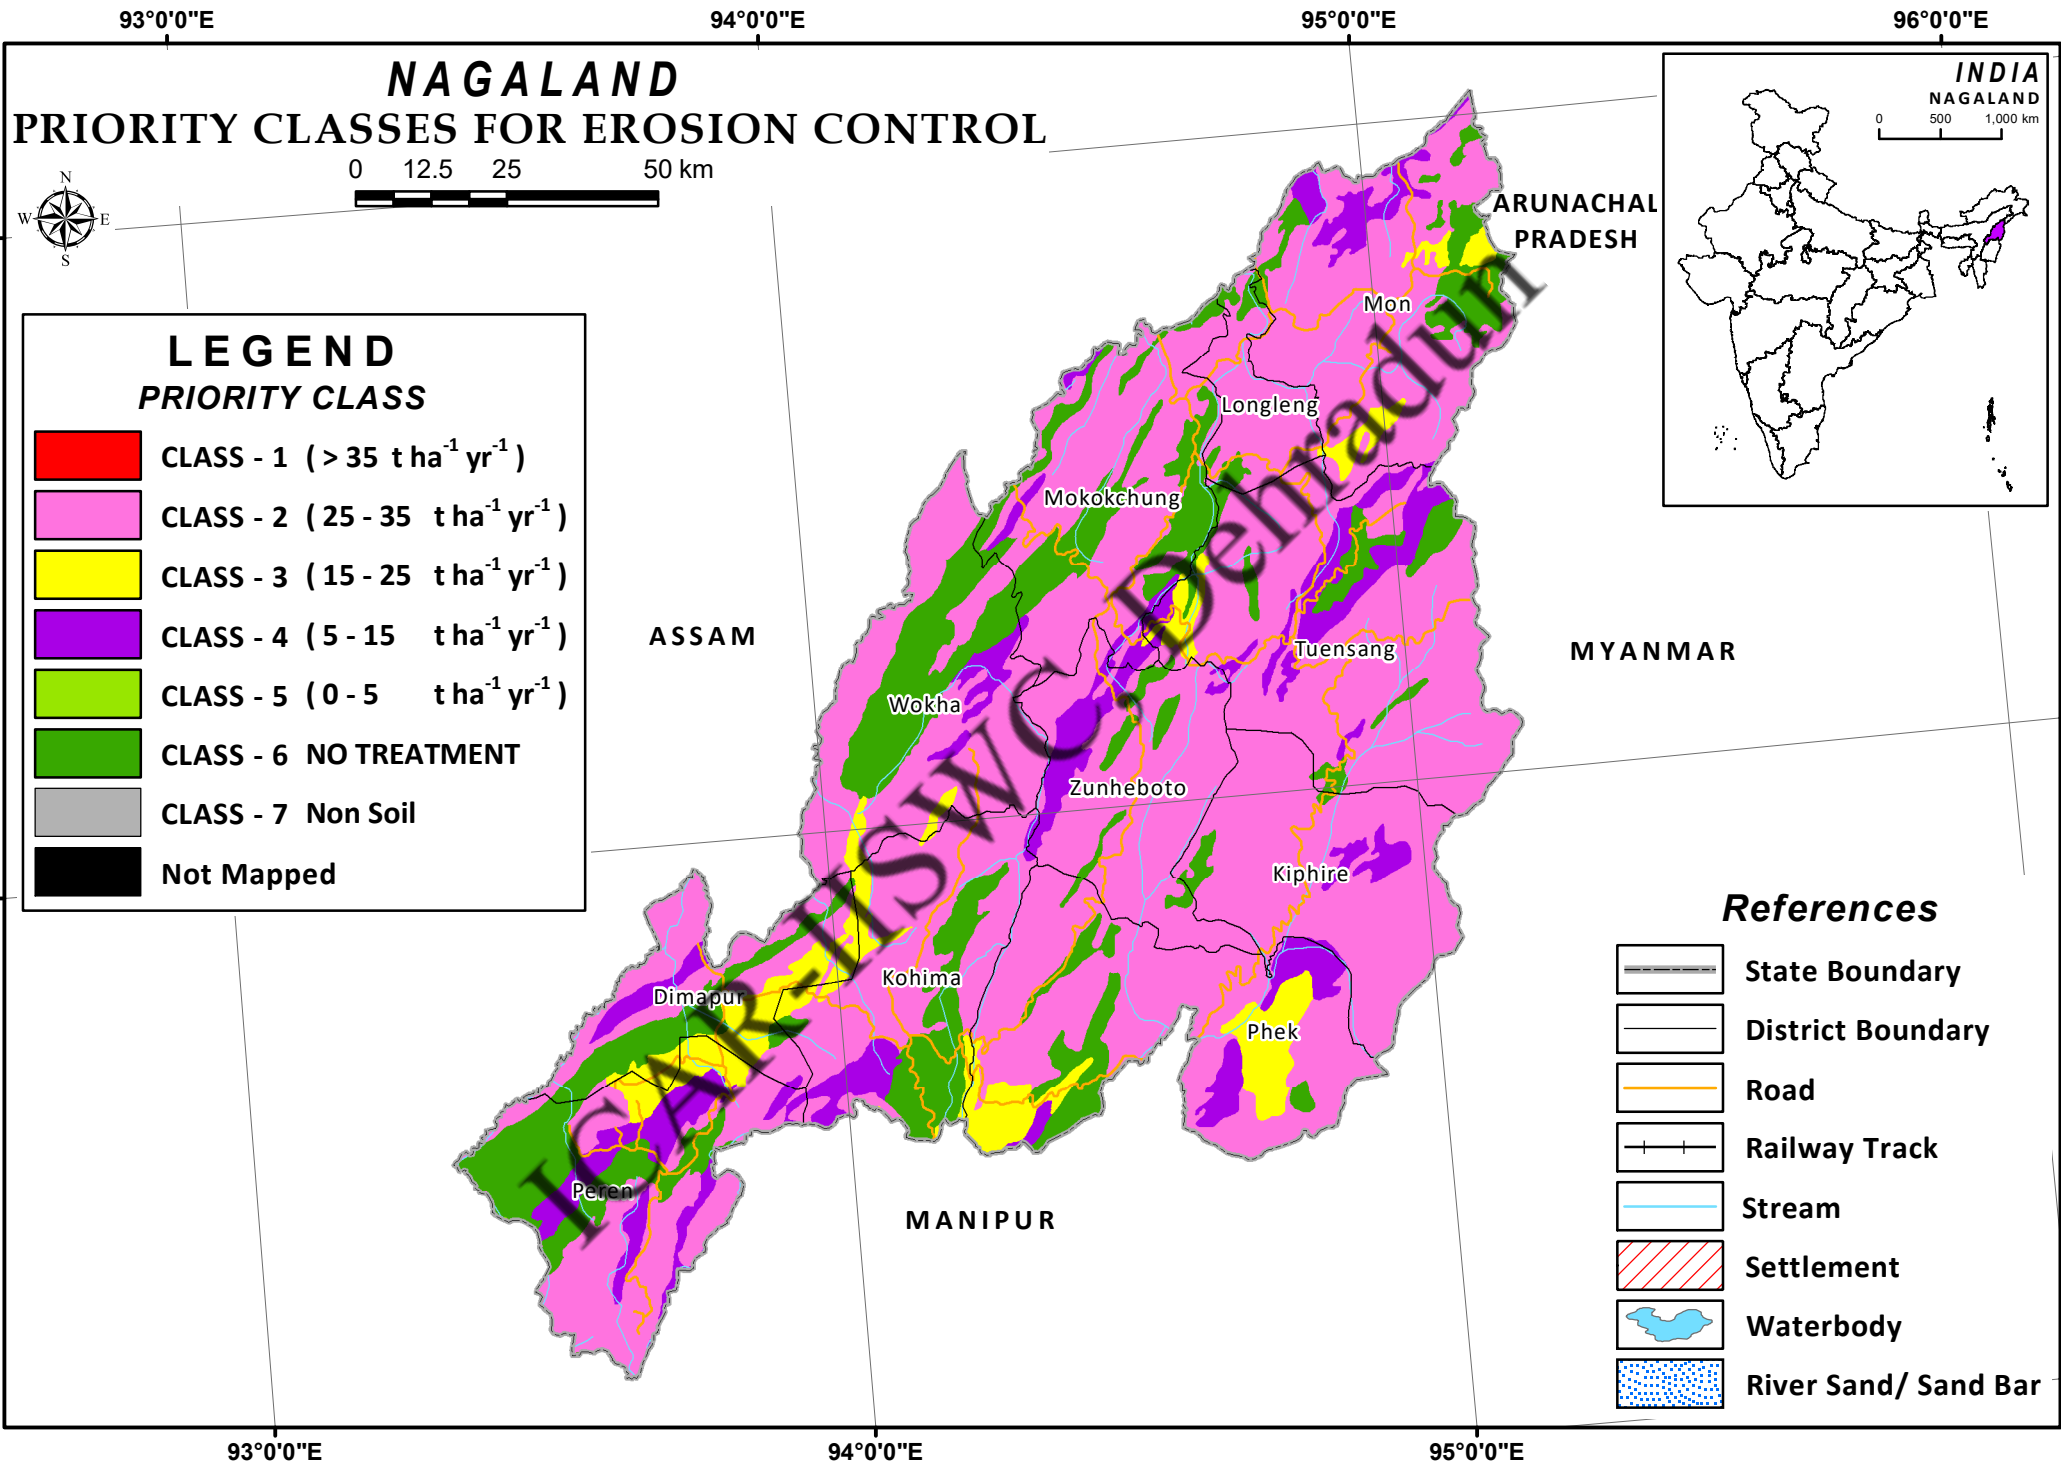 93°0'0"E 94°0'0"E 95°0'0"E 96°0'0"E
NAGALAND
PRIORITY CLASSES FOR EROSION CONTROL
0 12.5 25 50 km
N
W E
S
INDIA
NAGALAND
0 500 1,000 km
ARUNACHAL
PRADESH
LEGEND
PRIORITY CLASS
CLASS - 1 ( > 35 t ha-1 yr-1 )
CLASS - 2 ( 25 - 35 t ha-1 yr-1 )
CLASS - 3 ( 15 - 25 t ha-1 yr-1 )
CLASS - 4 ( 5 - 15 t ha-1 yr-1 )
CLASS - 5 ( 0 - 5 t ha-1 yr-1 )
CLASS - 6 NO TREATMENT
CLASS - 7 Non Soil
Not Mapped
Mon
Longleng
Mokokchung
ASSAM
Tuensang
MYANMAR
Wokha
Zunheboto
Kiphire
Kohima
Dimapur
Phek
Peren
MANIPUR
ICAR-IISWC, Dehradun
References
State Boundary
District Boundary
Road
Railway Track
Stream
Settlement
Waterbody
River Sand/ Sand Bar
93°0'0"E 94°0'0"E 95°0'0"E